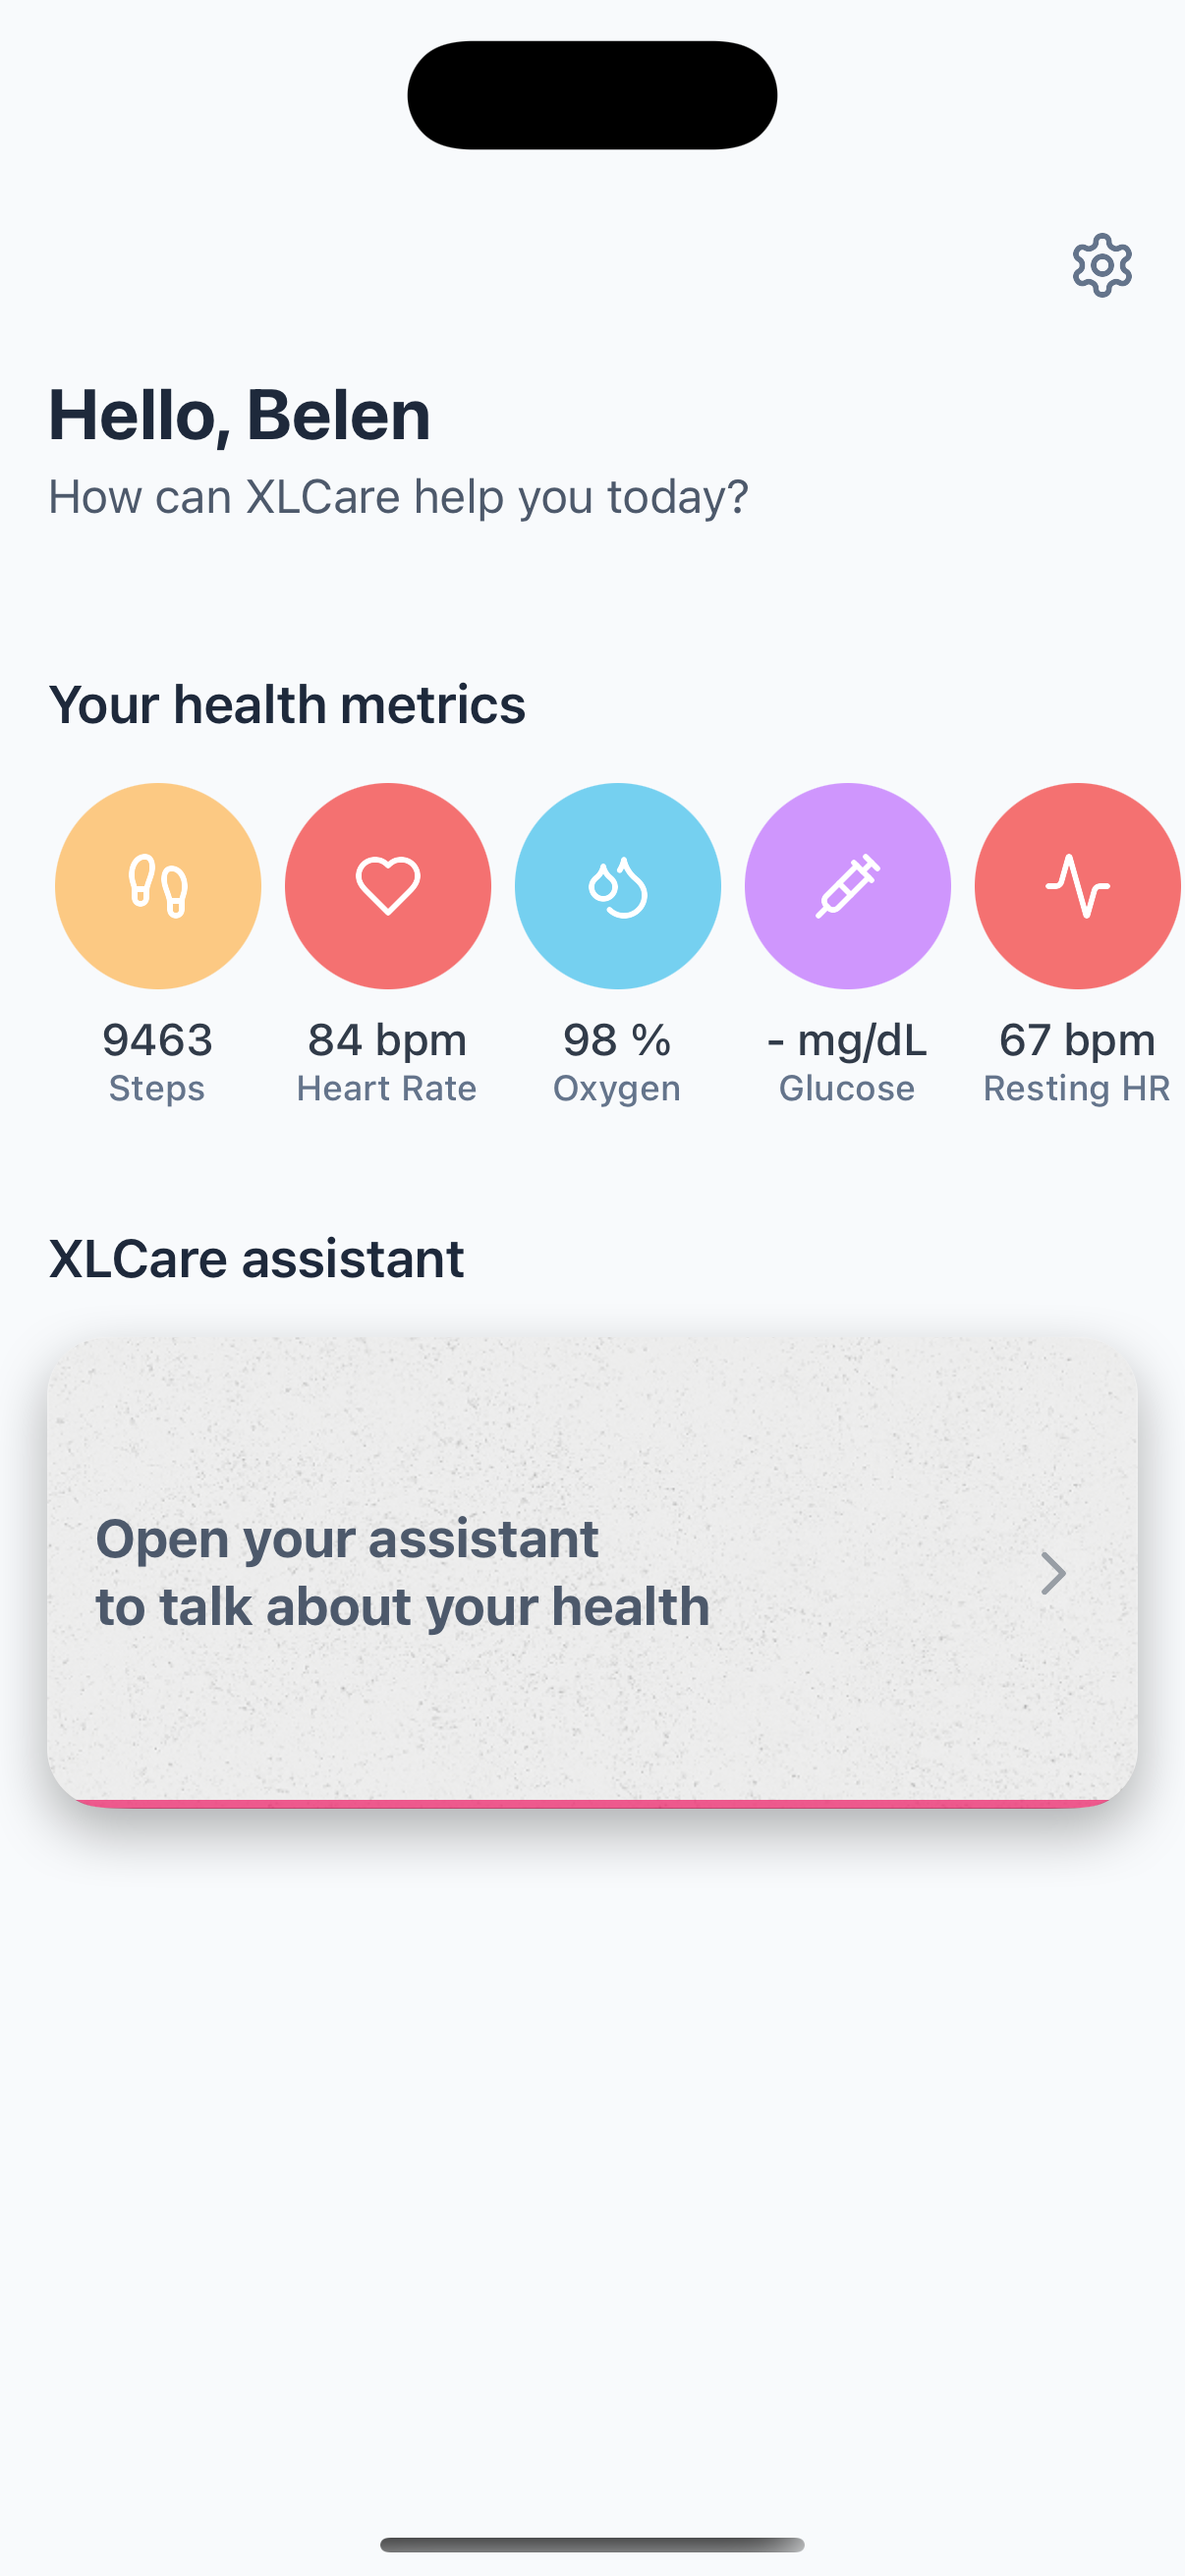 Hello, Belen
How can XLCare help you today?
Your health metrics
9463
Steps
84 bpm
Heart Rate
98 %
Oxygen
- mg/dL
Glucose
67 bpm
Resting HR
XLCare assistant
Open your assistant
to talk about your health